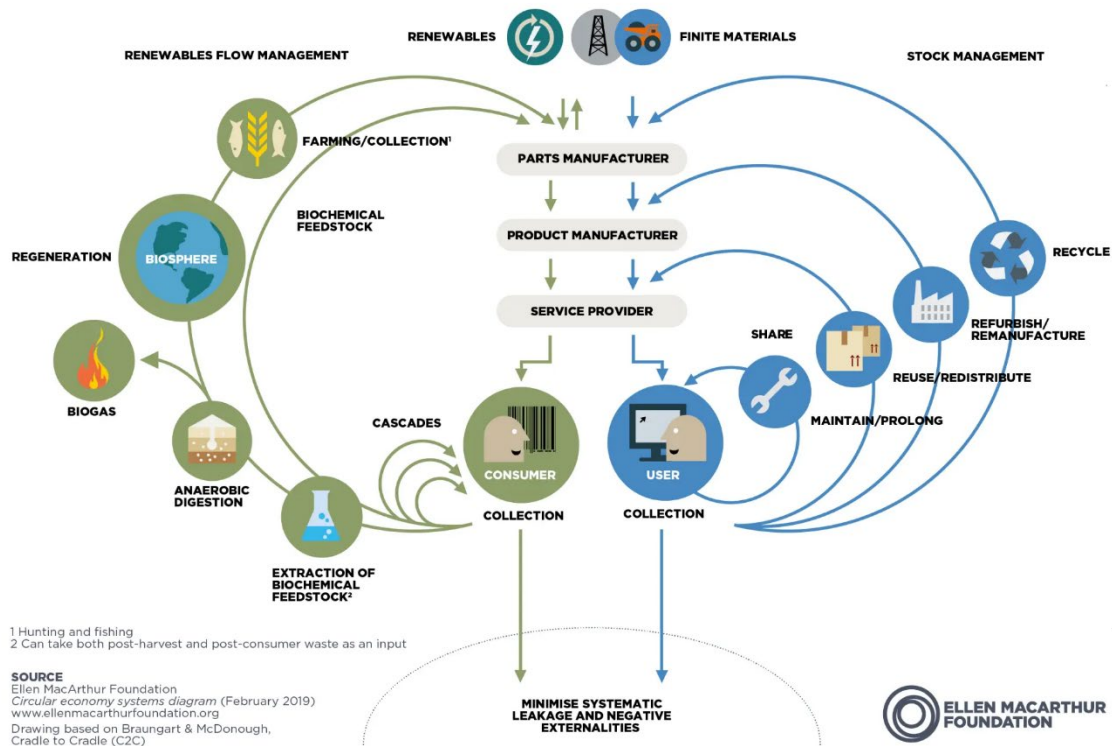 RENEWABLES
FINITE MATERIALS
RENEWABLES FLOW MANAGEMENT
STOCK MANAGEMENT
FARMING/COLLECTION¹
PARTS MANUFACTURER
BIOCHEMICAL
FEEDSTOCK
PRODUCT MANUFACTURER
REGENERATION
BIOSPHERE
RECYCLE
SERVICE PROVIDER
SHARE
REFURBISH/
REMANUFACTURE
REUSE/REDISTRIBUTE
BIOGAS
CASCADES
MAINTAIN/PROLONG
CONSUMER
USER
ANAEROBIC
DIGESTION
COLLECTION
COLLECTION
EXTRACTION OF
BIOCHEMICAL
FEEDSTOCK²
1 Hunting and fishing
2 Can take both post-harvest and post-consumer waste as an input
SOURCE
Ellen MacArthur Foundation
Circular economy systems diagram (February 2019)
www.ellenmacarthurfoundation.org
Drawing based on Braungart & McDonough,
Cradle to Cradle (C2C)
MINIMISE SYSTEMATIC
LEAKAGE AND NEGATIVE
EXTERNALITIES
ELLEN MACARTHUR
FOUNDATION